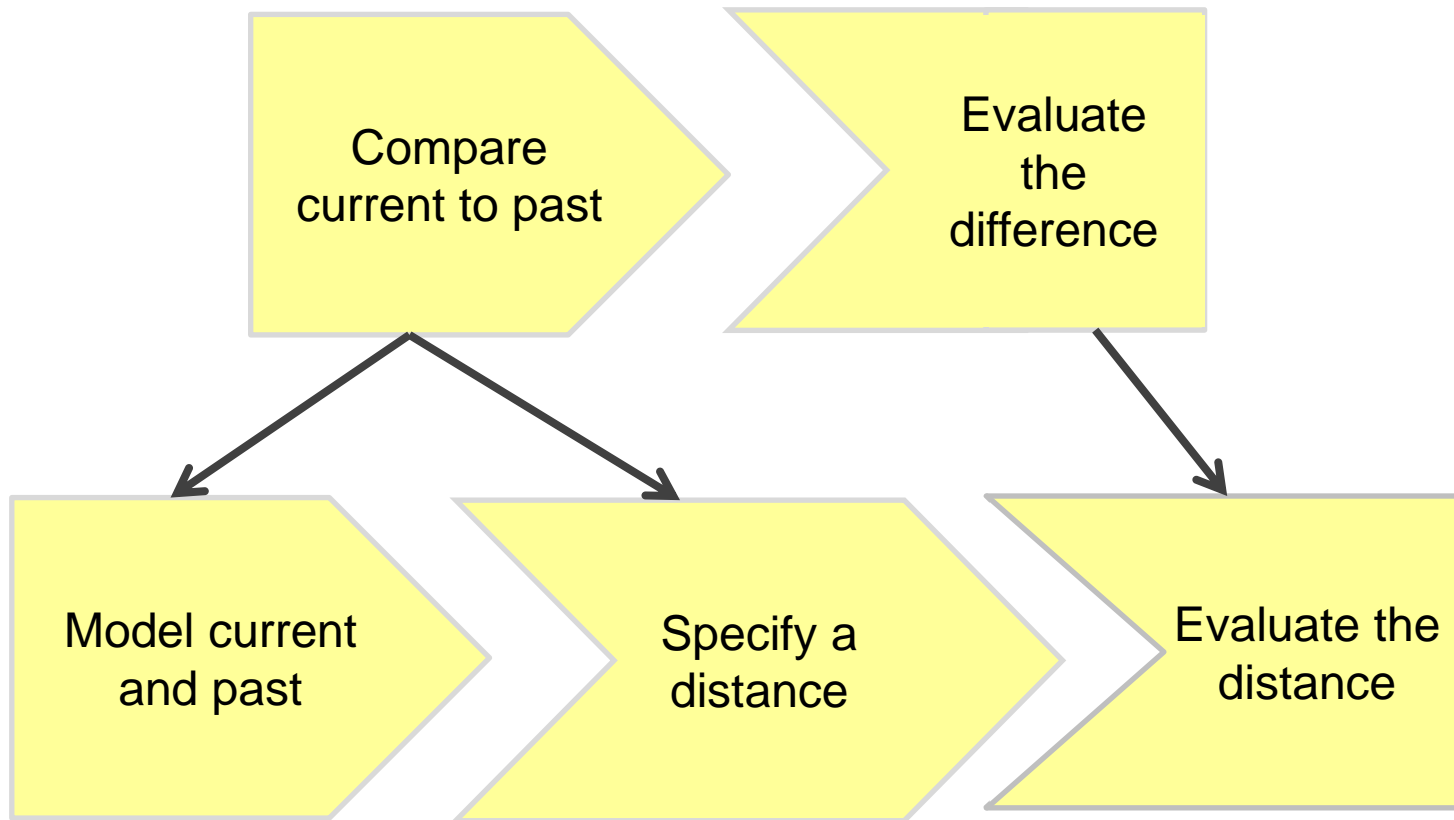 Compare
current to past
Evaluate
the
difference
Model current
and past
Specify a
distance
Evaluate the
distance